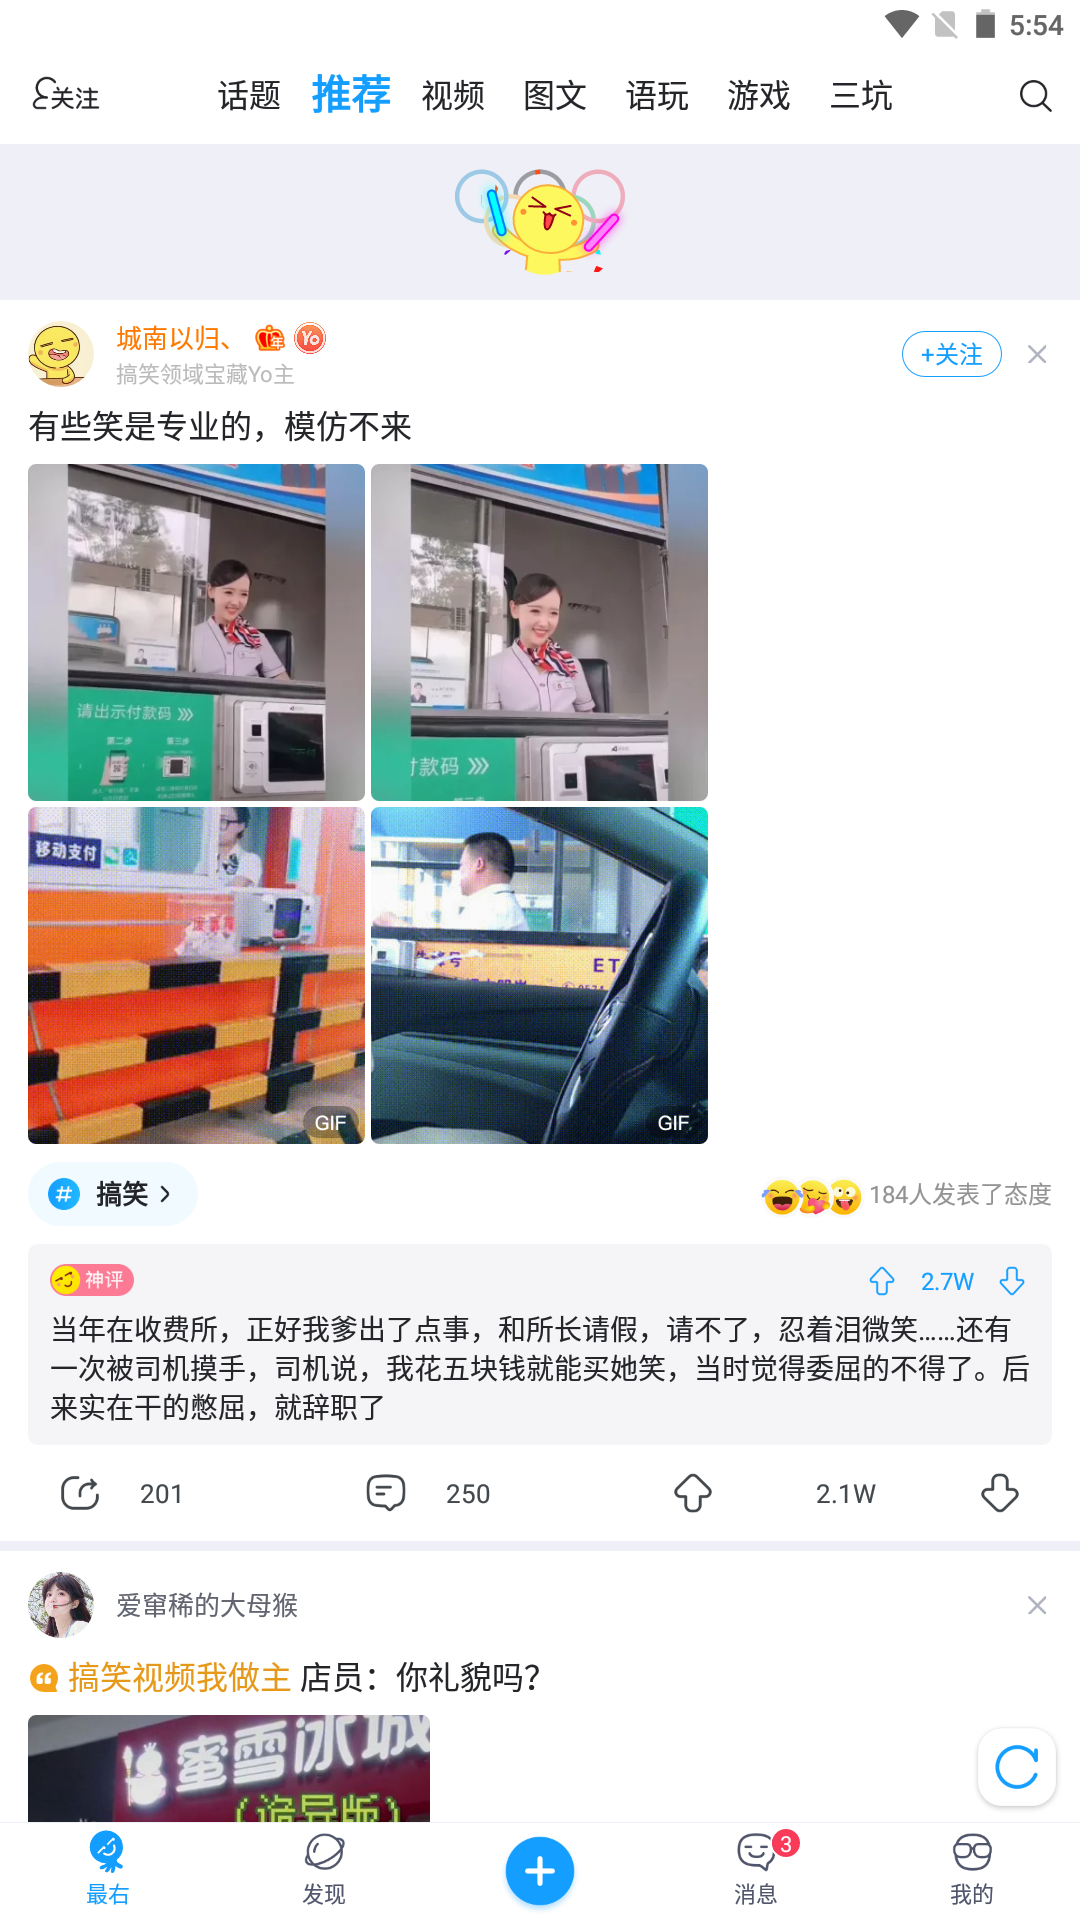 5:54
关注 话题 推荐 视频 图文 语玩 游戏 三坑
城南以归、 年 Yo
搞笑领域宝藏Yo主
+关注
有些笑是专业的，模仿不来
请出示付款码
第二步 第三步
付款码
移动支付
GIF
ET
GIF
# 搞笑
184人发表了态度
神评
2.7W
当年在收费所，正好我爹出了点事，和所长请假，请不了，忍着泪微笑……还有
一次被司机摸手，司机说，我花五块钱就能买她笑，当时觉得委屈的不得了。后
来实在干的憋屈，就辞职了
201 250 2.1W
爱窜稀的大母猴
搞笑视频我做主 店员：你礼貌吗？
蜜雪冰城
（诡异版）
最右 发现 消息 3 我的